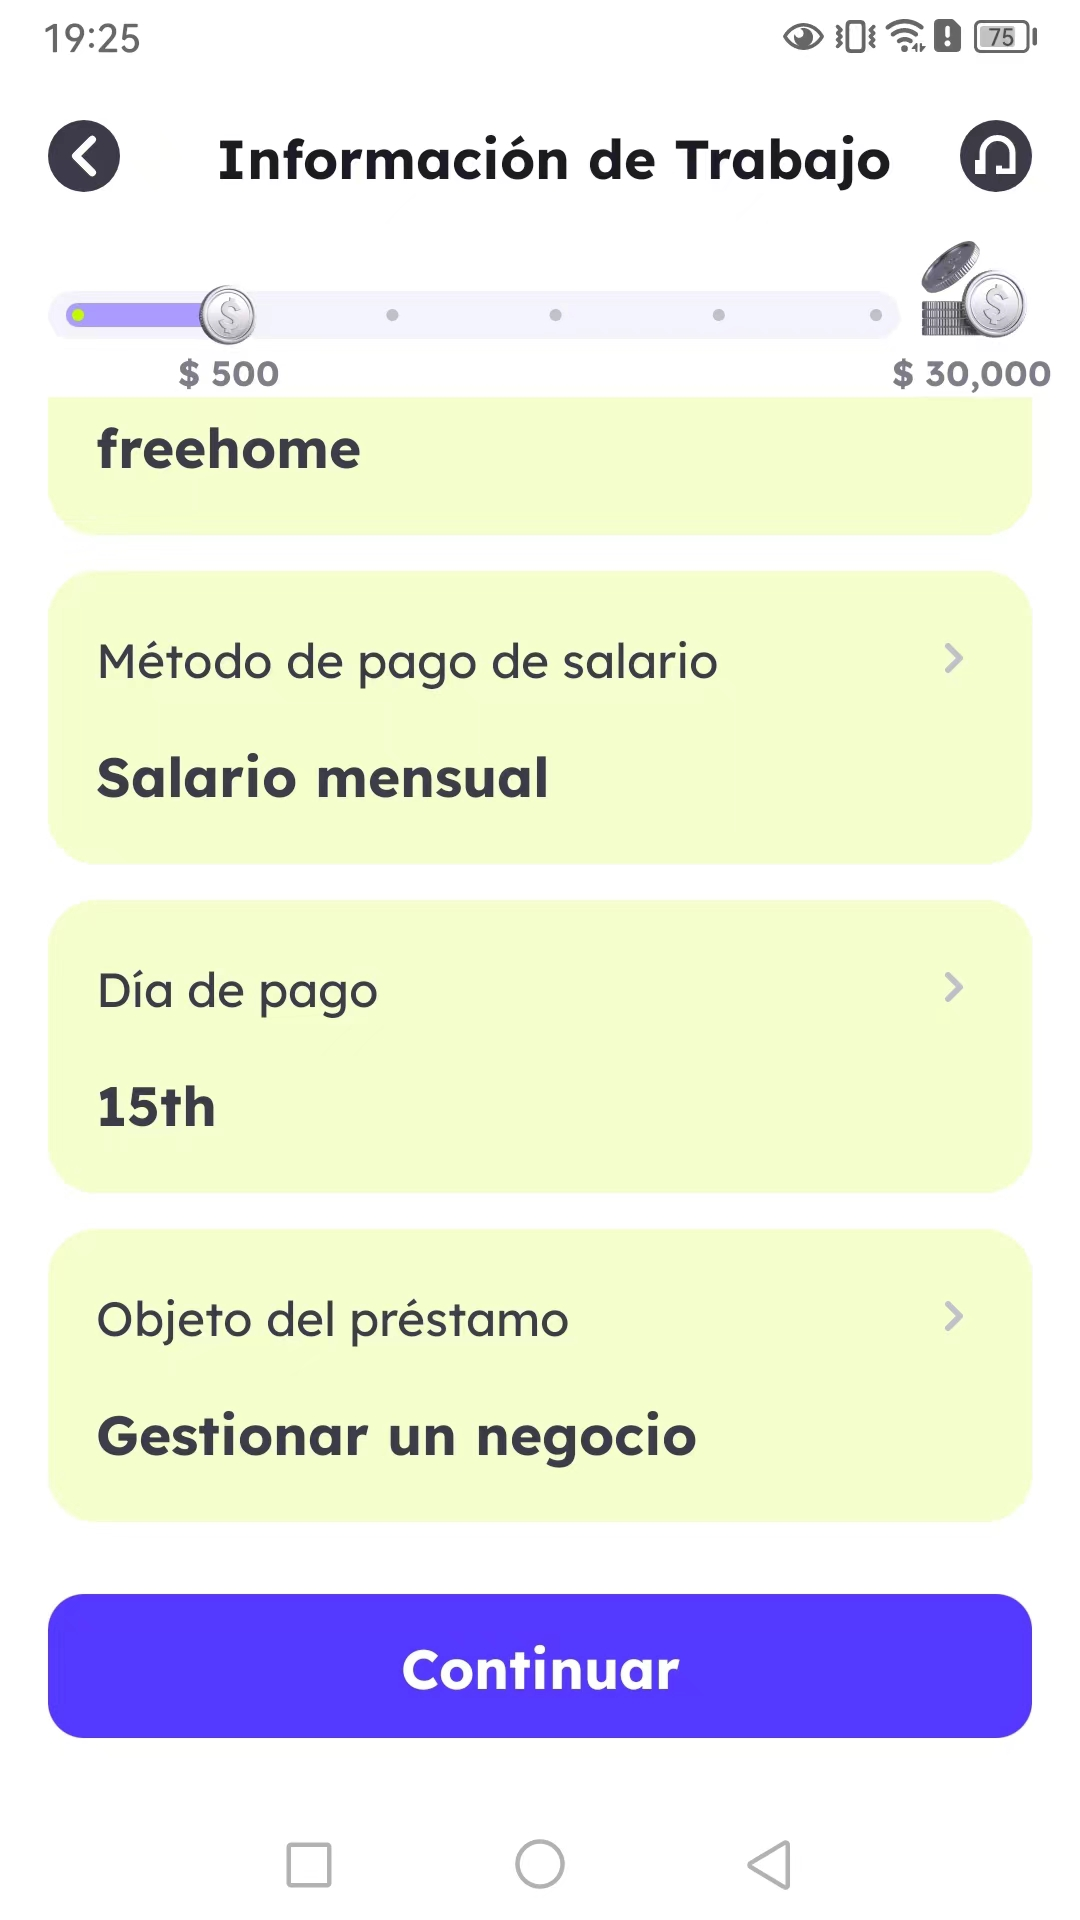 19:25
75
Información de Trabajo
$ 500
$ 30,000
freehome
Método de pago de salario
Salario mensual
Día de pago
15th
Objeto del préstamo
Gestionar un negocio
Continuar